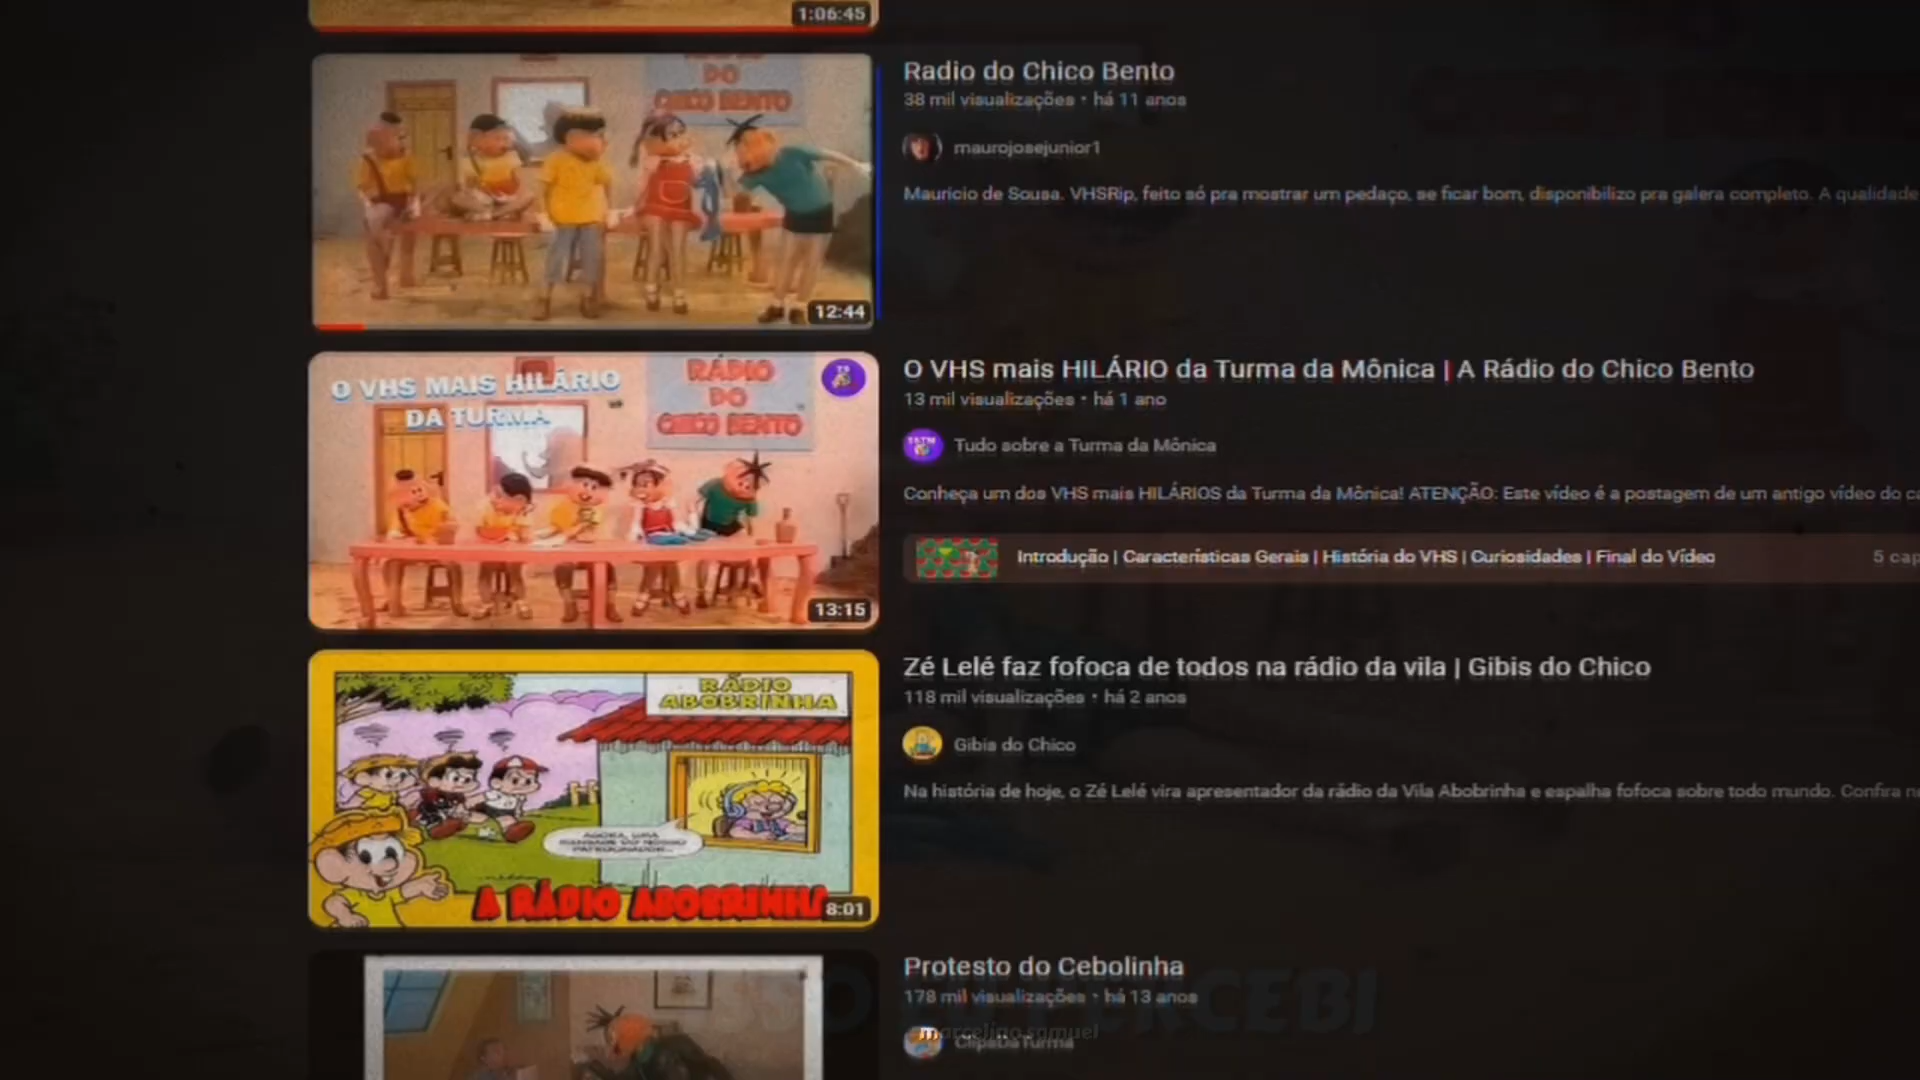 1:06:45
DO
CHICO BENTO
12:44
Radio do Chico Bento
38 mil visualizações • há 11 anos
maurojosejunior1
Mauricio de Sousa. VHSRip, feito só pra mostrar um pedaço, se ficar bom, disponibilizo pra galera completo. A qualidade
O VHS MAIS HILÁRIO
DA TURMA
RÁDIO
DO
CHICO BENTO
13:15
O VHS mais HILÁRIO da Turma da Mônica | A Rádio do Chico Bento
13 mil visualizações • há 1 ano
Tudo sobre a Turma da Mônica
Conheça um dos VHS mais HILÁRIOS da Turma da Mônica! ATENÇÃO: Este vídeo é a postagem de um antigo vídeo do
Introdução | Características Gerais | História do VHS | Curiosidades | Final do Vídeo
5 cap
RÁDIO
ABOBRINHA
AGORA, UMA
A RÁDIO ABOBRINHA
8:01
Zé Lelé faz fofoca de todos na rádio da vila | Gibis do Chico
118 mil visualizações • há 2 anos
Gibis do Chico
Na história de hoje, o Zé Lelé vira apresentador da rádio da Vila Abobrinha e espalha fofoca sobre todo mundo. Confira
Protesto do Cebolinha
178 mil visualizações • há 13 anos
marcelino samuel
ClipsDaTurma